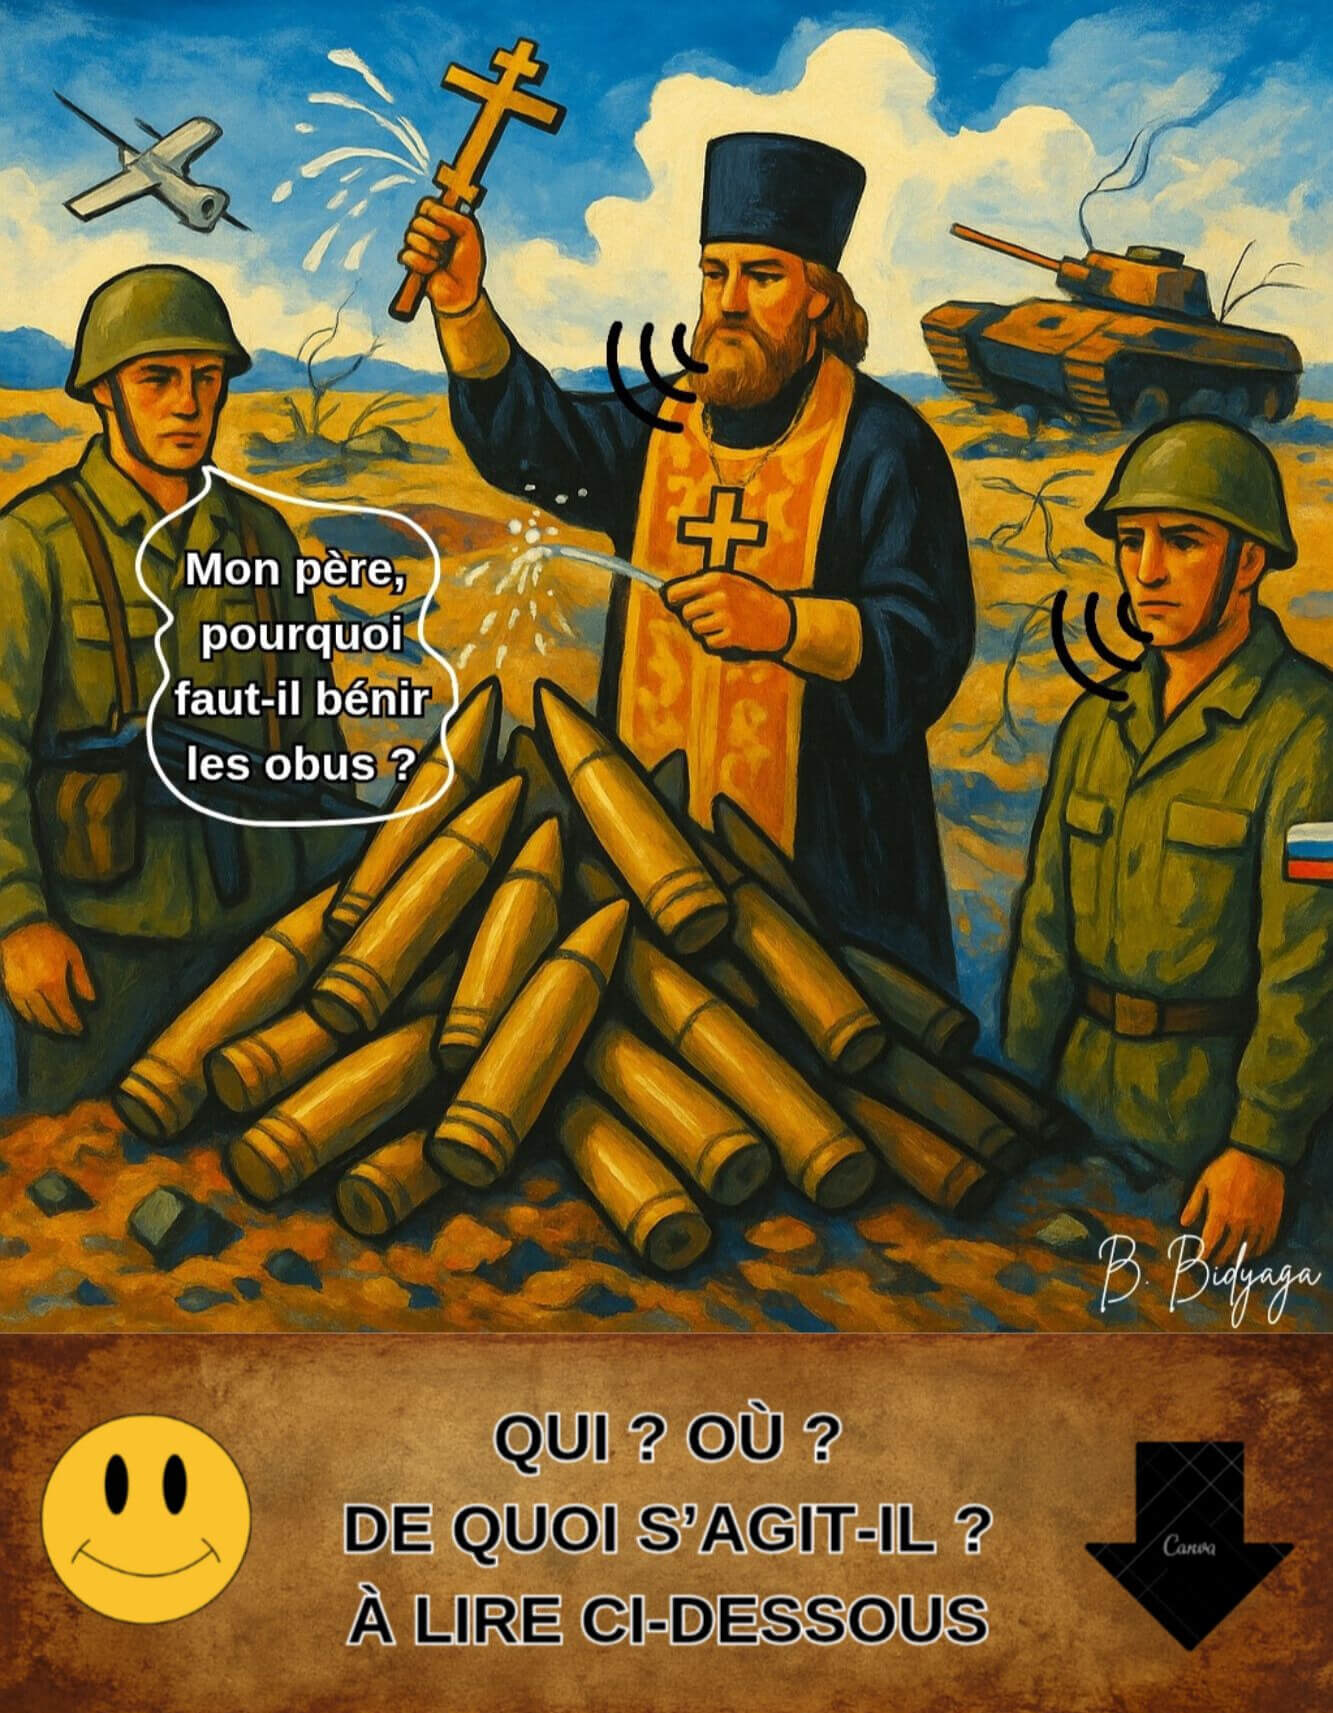 Mon père,
pourquoi
faut-il bénir
les obus ?
B. Bidyaga
QUI ? OÙ ?
DE QUOI S’AGIT-IL ?
À LIRE CI-DESSOUS
Canva